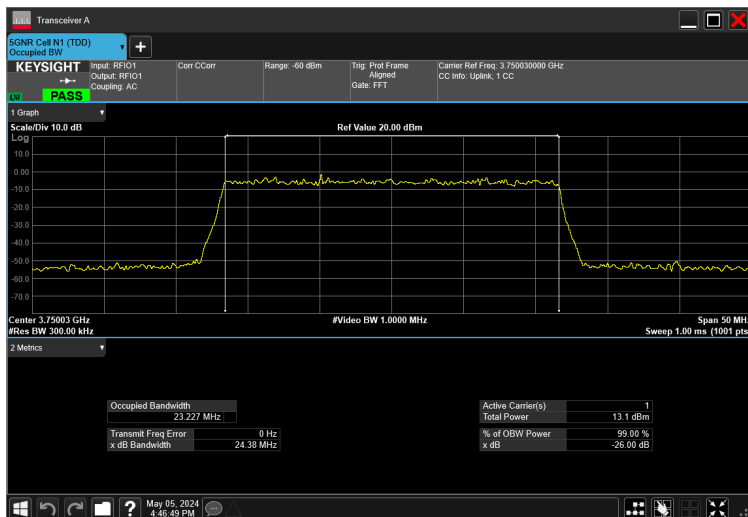 Transceiver A
5GNR Cell N1 (TDD)
Occupied BW
KEYSIGHT
Input: RFIO1
Output: RFIO1
Coupling: AC
Corr CCorr
Range: -60 dBm
Trig: Prot Frame
Aligned
Gate: FFT
Carrier Ref Freq: 3.750030000 GHz
CC Info: Uplink, 1 CC
LXI
PASS
1 Graph
Scale/Div 10.0 dB
Ref Value 20.00 dBm
Log
10.0
0.00
-10.0
-20.0
-30.0
-40.0
-50.0
-60.0
-70.0
Center 3.75003 GHz
#Video BW 1.0000 MHz
Span 50 MH
#Res BW 300.00 kHz
Sweep 1.00 ms (1001 pts
2 Metrics
Occupied Bandwidth
23.227 MHz
Active Carrier(s) 1
Total Power 13.1 dBm
Transmit Freq Error 0 Hz
x dB Bandwidth 24.38 MHz
% of OBW Power 99.00 %
x dB -26.00 dB
May 05, 2024
4:46:49 PM